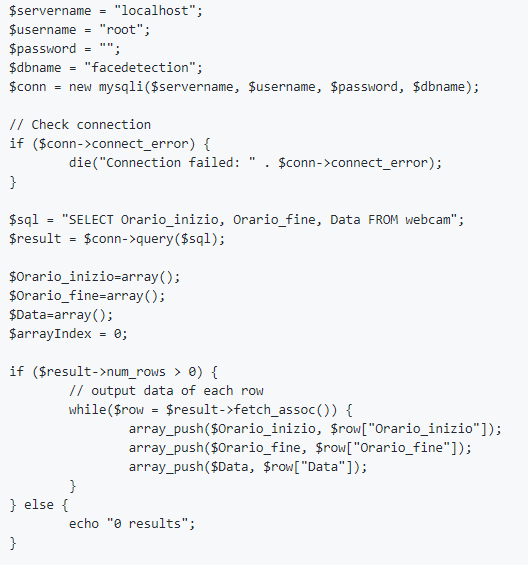 $servername = "localhost";
$username = "root";
$password = "";
$dbname = "facedetection";
$conn = new mysqli($servername, $username, $password, $dbname);

// Check connection
if ($conn->connect_error) {
        die("Connection failed: " . $conn->connect_error);
}

$sql = "SELECT Orario_inizio, Orario_fine, Data FROM webcam";
$result = $conn->query($sql);

$Orario_inizio=array();
$Orario_fine=array();
$Data=array();
$arrayIndex = 0;

if ($result->num_rows > 0) {
        // output data of each row
        while($row = $result->fetch_assoc()) {
                array_push($Orario_inizio, $row["Orario_inizio"]);
                array_push($Orario_fine, $row["Orario_fine"]);
                array_push($Data, $row["Data"]);
        }
} else {
        echo "0 results";
}